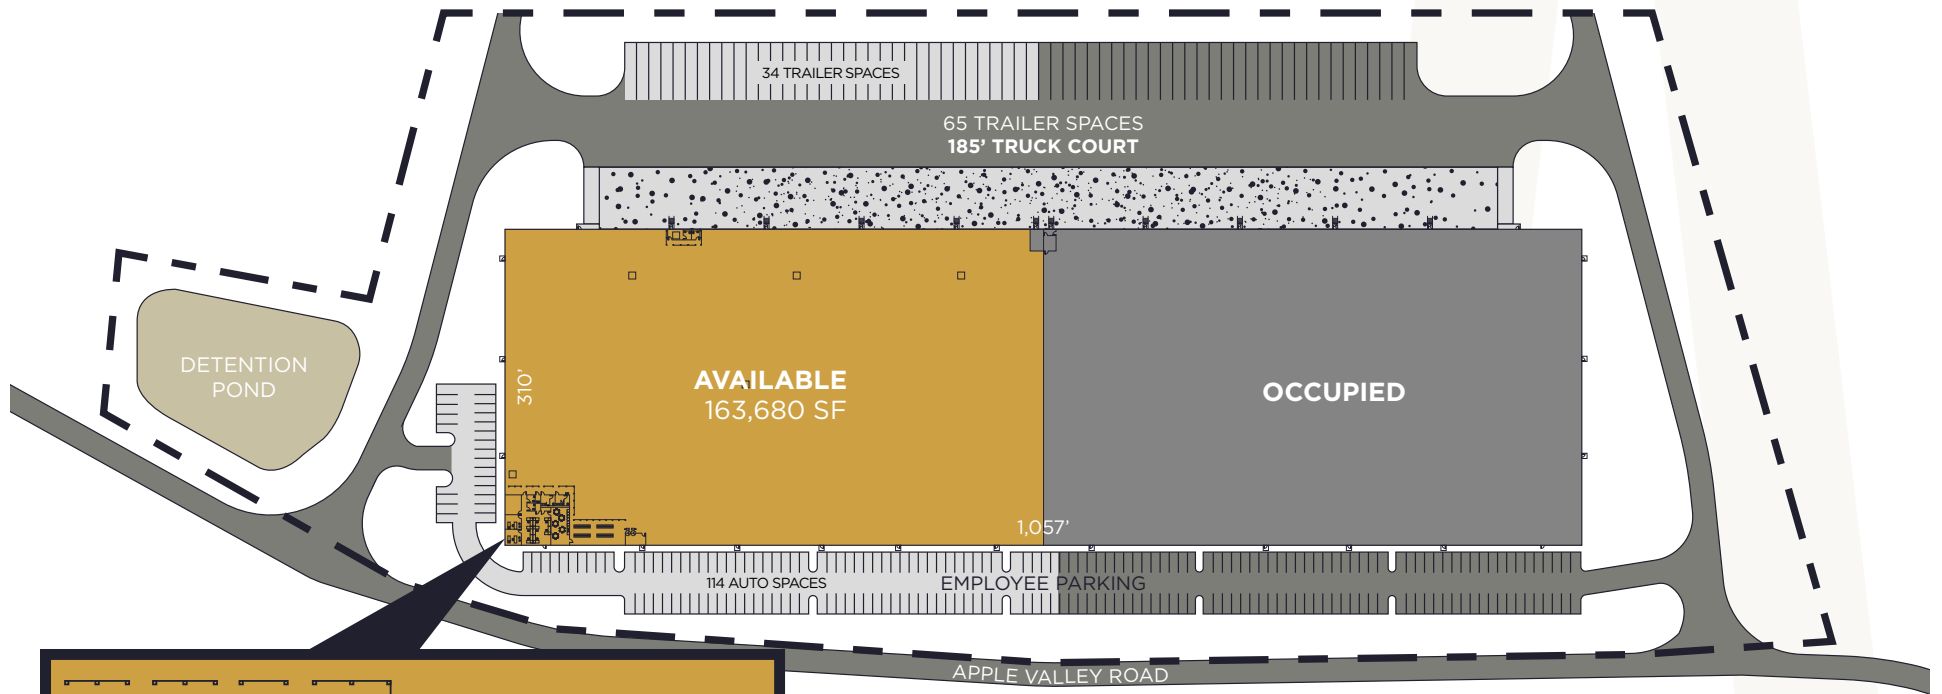 34 TRAILER SPACES
65 TRAILER SPACES
185’ TRUCK COURT
DETENTION
POND
310’
AVAILABLE
163,680 SF
OCCUPIED
1,057’
114 AUTO SPACES
EMPLOYEE PARKING
APPLE VALLEY ROAD